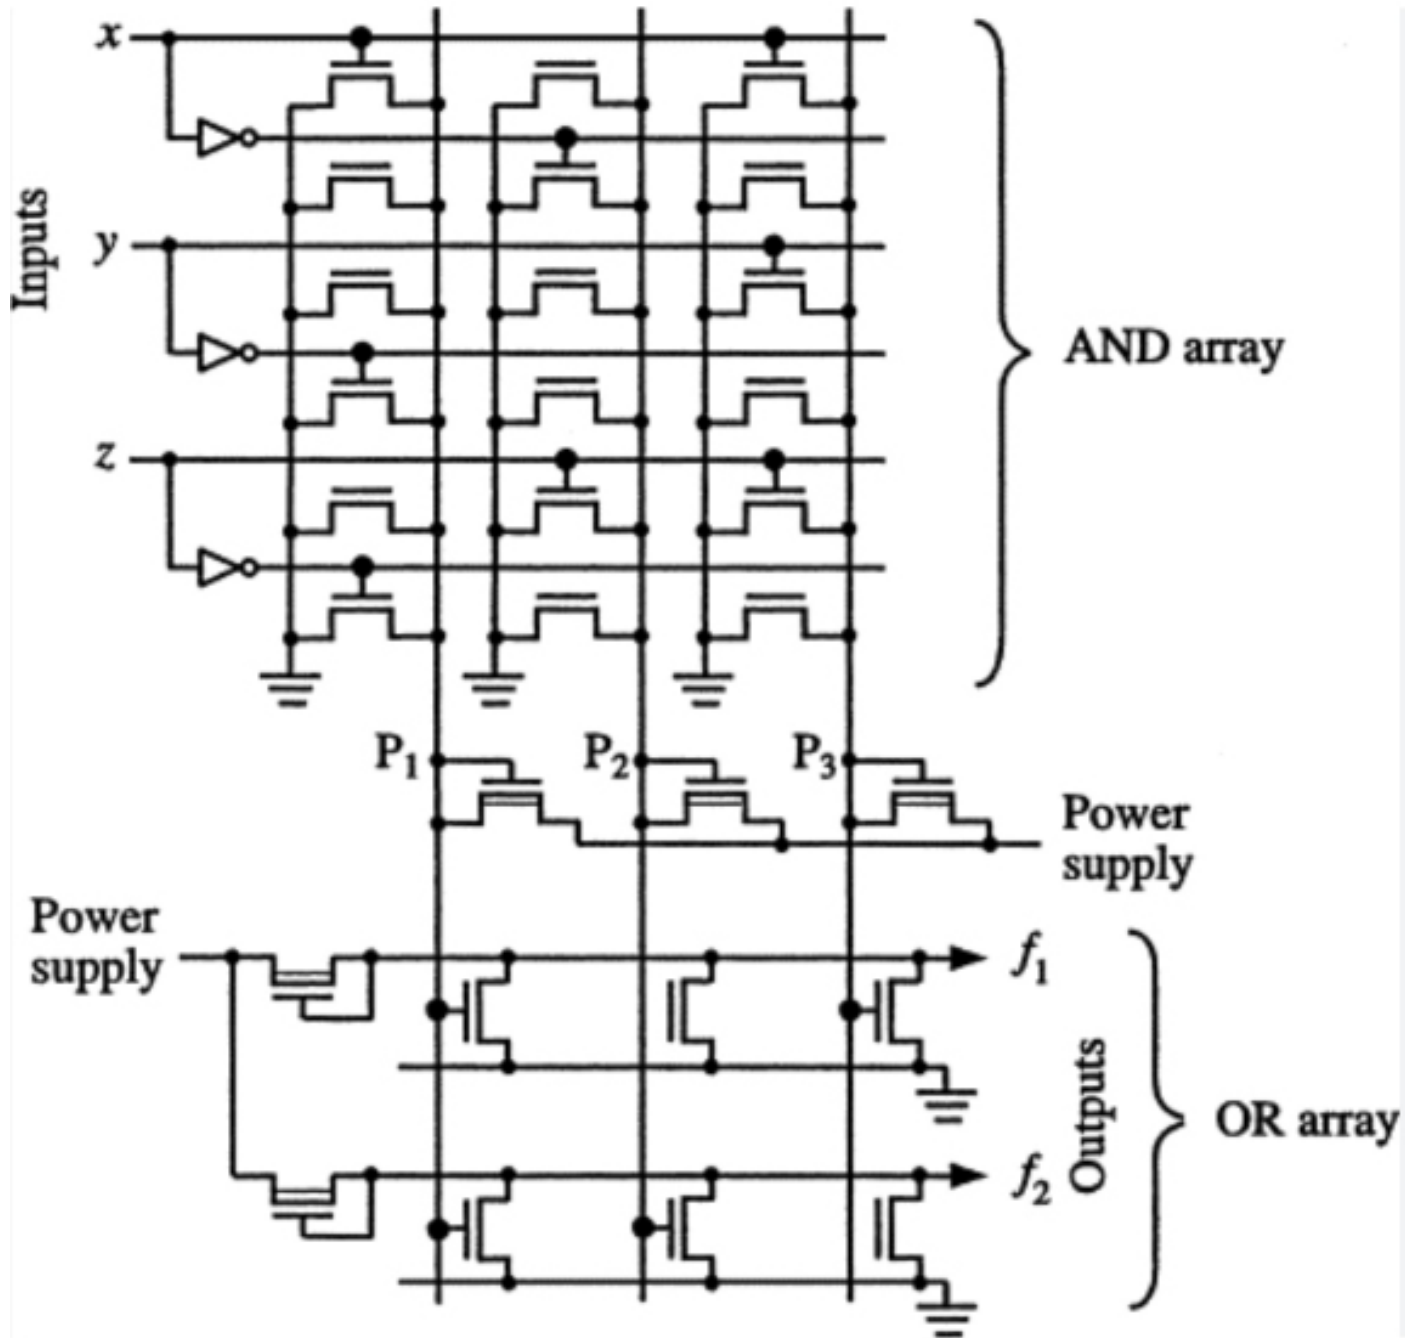 x
Inputs
y
AND array
z
P1
P2
P3
Power
supply
Power
supply
f1
Outputs
OR array
f2